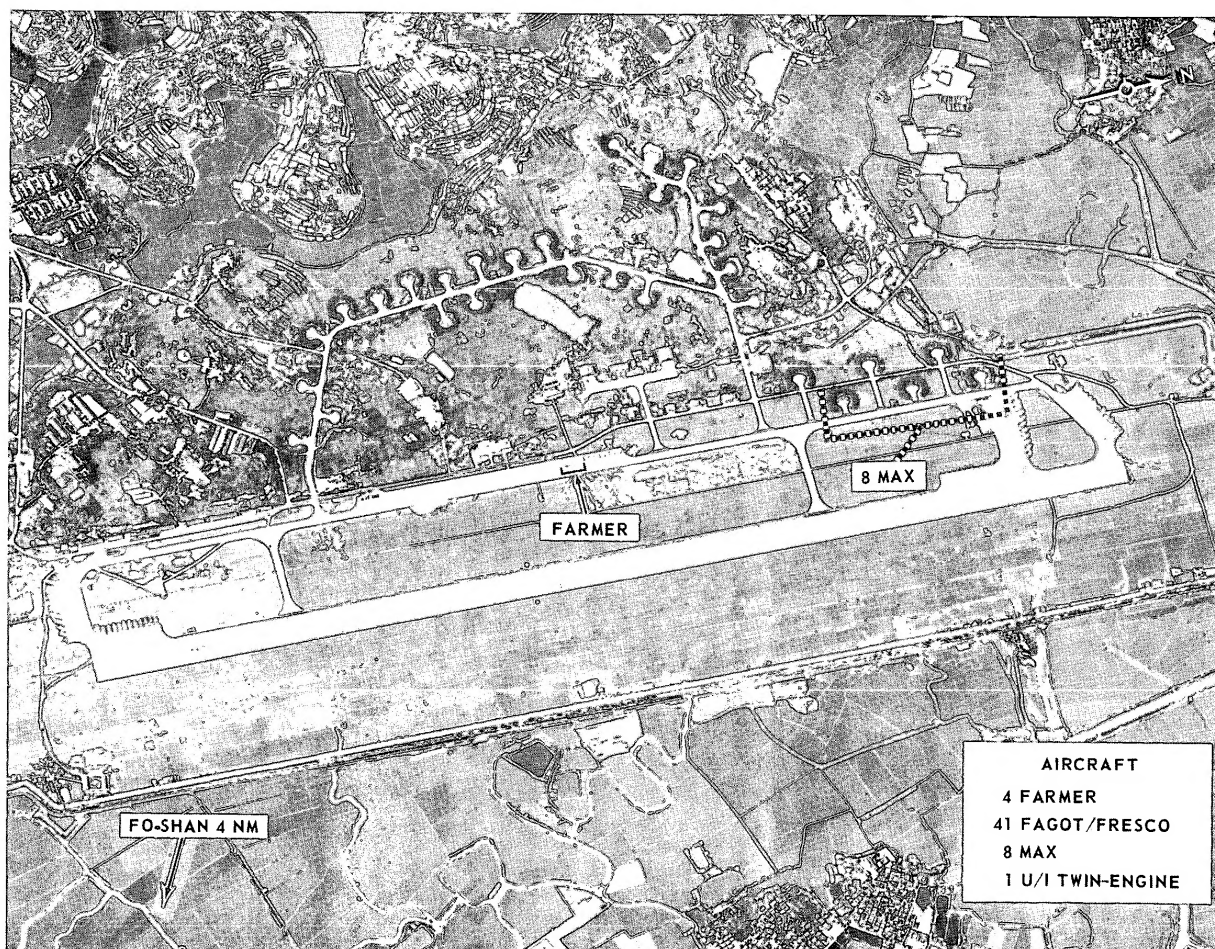 N
8 MAX
FARMER
FO-SHAN 4 NM
AIRCRAFT
4 FARMER
41 FAGOT/FRESCO
8 MAX
1 U/I TWIN-ENGINE